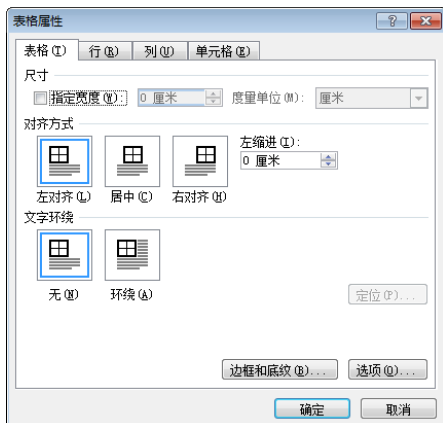 表格属性
表格(T) 行(R) 列(U) 单元格(E)
尺寸
指定宽度(W): 0 厘米 度量单位(M): 厘米
对齐方式
左缩进(I):
0 厘米
左对齐(L) 居中(C) 右对齐(H)
文字环绕
无(N) 环绕(A) 定位(P)...
边框和底纹(B)... 选项(O)...
确定 取消